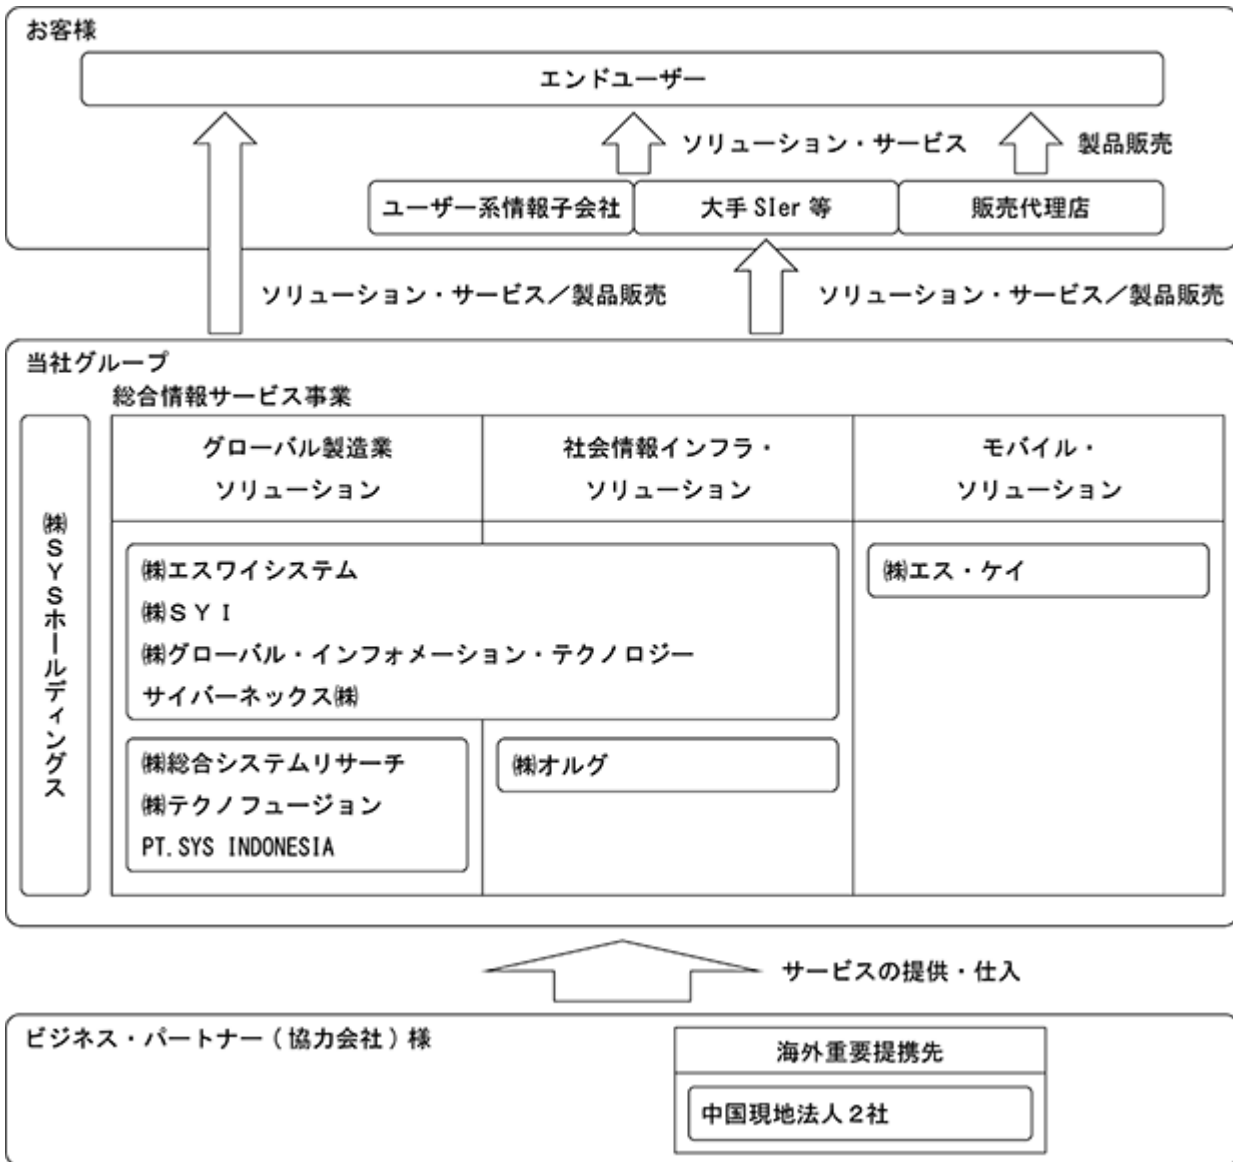 お客様
エンドユーザー
ソリューション・サービス
製品販売
ユーザー系情報子会社
大手 SIer 等
販売代理店
ソリューション・サービス／製品販売
ソリューション・サービス／製品販売
当社グループ
総合情報サービス事業
㈱ＳＹＳホールディングス
グローバル製造業
ソリューション
社会情報インフラ・
ソリューション
モバイル・
ソリューション
㈱エスワイシステム
㈱ＳＹＩ
㈱グローバル・インフォメーション・テクノロジー
サイバーネックス㈱
㈱エス・ケイ
㈱総合システムリサーチ
㈱テクノフュージョン
PT.SYS INDONESIA
㈱オルグ
サービスの提供・仕入
ビジネス・パートナー（協力会社）様
海外重要提携先
中国現地法人２社